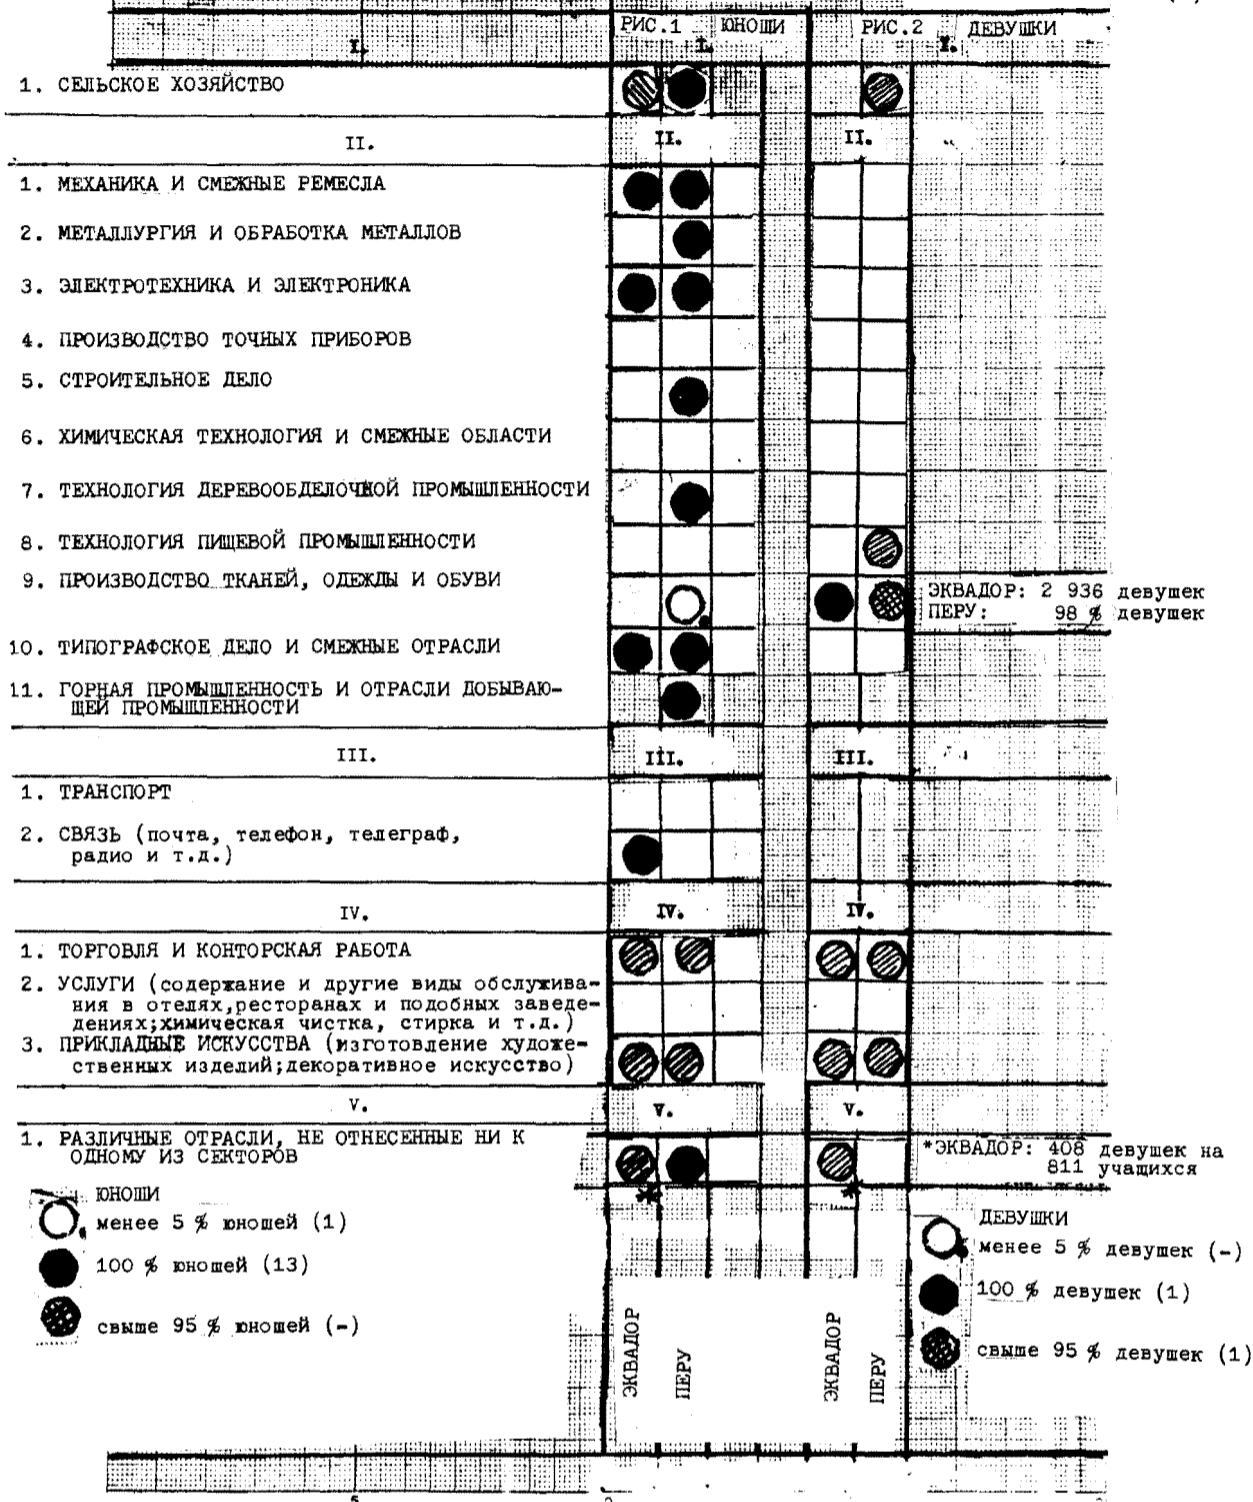 РИС.1 ЮНОШИ РИС.2 ДЕВУШКИ
I. I. I.
1. СЕЛЬСКОЕ ХОЗЯЙСТВО
II. II. II.
1. МЕХАНИКА И СМЕЖНЫЕ РЕМЕСЛА
2. МЕТАЛЛУРГИЯ И ОБРАБОТКА МЕТАЛЛОВ
3. ЭЛЕКТРОТЕХНИКА И ЭЛЕКТРОНИКА
4. ПРОИЗВОДСТВО ТОЧНЫХ ПРИБОРОВ
5. СТРОИТЕЛЬНОЕ ДЕЛО
6. ХИМИЧЕСКАЯ ТЕХНОЛОГИЯ И СМЕЖНЫЕ ОБЛАСТИ
7. ТЕХНОЛОГИЯ ДЕРЕВООБДЕЛОЧНОЙ ПРОМЫШЛЕННОСТИ
8. ТЕХНОЛОГИЯ ПИЩЕВОЙ ПРОМЫШЛЕННОСТИ
9. ПРОИЗВОДСТВО ТКАНЕЙ, ОДЕЖДЫ И ОБУВИ
ЭКВАДОР: 2 936 девушек
ПЕРУ: 98 % девушек
10. ТИПОГРАФСКОЕ ДЕЛО И СМЕЖНЫЕ ОТРАСЛИ
11. ГОРНАЯ ПРОМЫШЛЕННОСТЬ И ОТРАСЛИ ДОБЫВАЮ-
ЩЕЙ ПРОМЫШЛЕННОСТИ
III. III. III.
1. ТРАНСПОРТ
2. СВЯЗЬ (почта, телефон, телеграф,
радио и т.д.)
IV. IV. IV.
1. ТОРГОВЛЯ И КОНТОРСКАЯ РАБОТА
2. УСЛУГИ (содержание и другие виды обслужива-
ния в отелях,ресторанах и подобных заведе-
дениях;химическая чистка, стирка и т.д.)
3. ПРИКЛАДНЫЕ ИСКУССТВА (изготовление художе-
ственных изделий;декоративное искусство)
V. V. V.
1. РАЗЛИЧНЫЕ ОТРАСЛИ, НЕ ОТНЕСЕННЫЕ НИ К
ОДНОМУ ИЗ СЕКТОРОВ
*ЭКВАДОР: 408 девушек на
811 учащихся
ЮНОШИ
менее 5 % юношей (1)
100 % юношей (13)
свыше 95 % юношей (-)
ДЕВУШКИ
менее 5 % девушек (-)
100 % девушек (1)
свыше 95 % девушек (1)
ЭКВАДОР
ПЕРУ
ЭКВАДОР
ПЕРУ